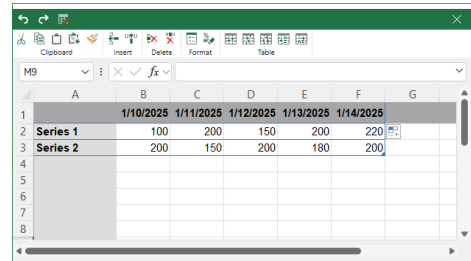 Clipboard Insert Delete Format Table
M9 fx
A B C D E F G
1 1/10/2025 1/11/2025 1/12/2025 1/13/2025 1/14/2025
2 Series 1 100 200 150 200 220
3 Series 2 200 150 200 180 200
4
5
6
7
8